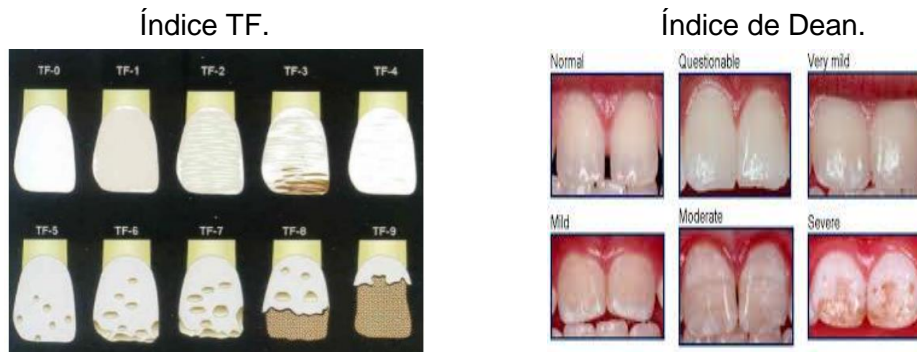 Índice TF.
Índice de Dean.
TF-0 TF-1 TF-2 TF-3 TF-4
TF-5 TF-6 TF-7 TF-8 TF-9
Normal Questionable Very mild
Mild Moderate Severe